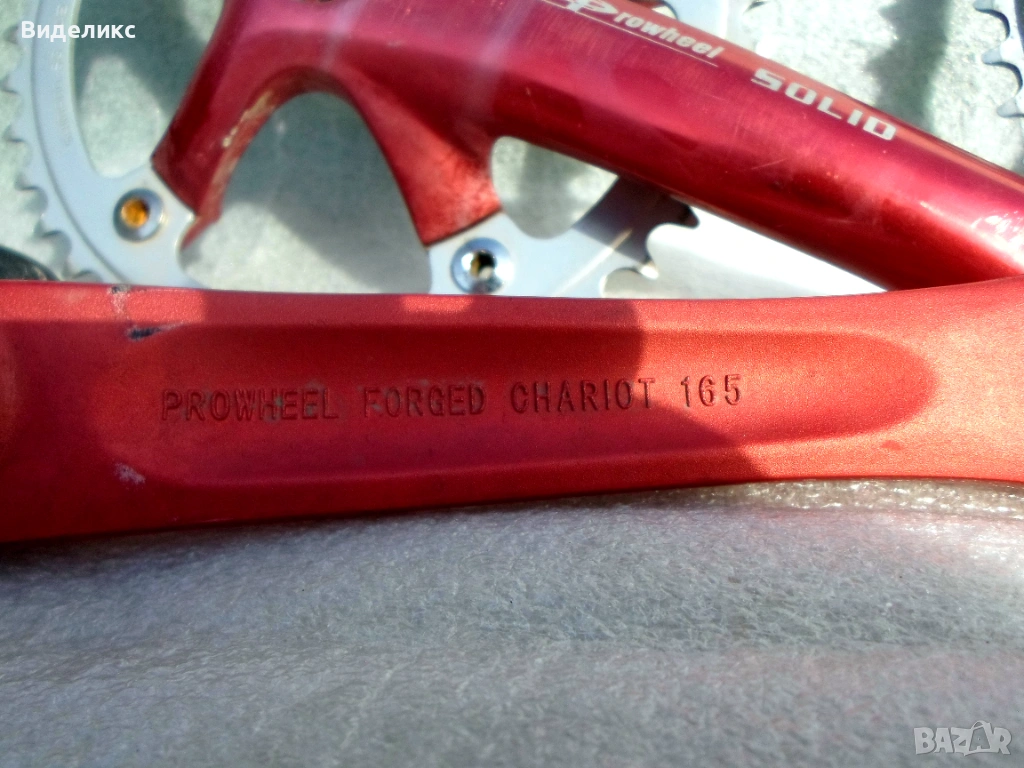 Виделикс
Prowheel SOLID
PROWHEEL FORGED CHARIOT 165
BAZAR